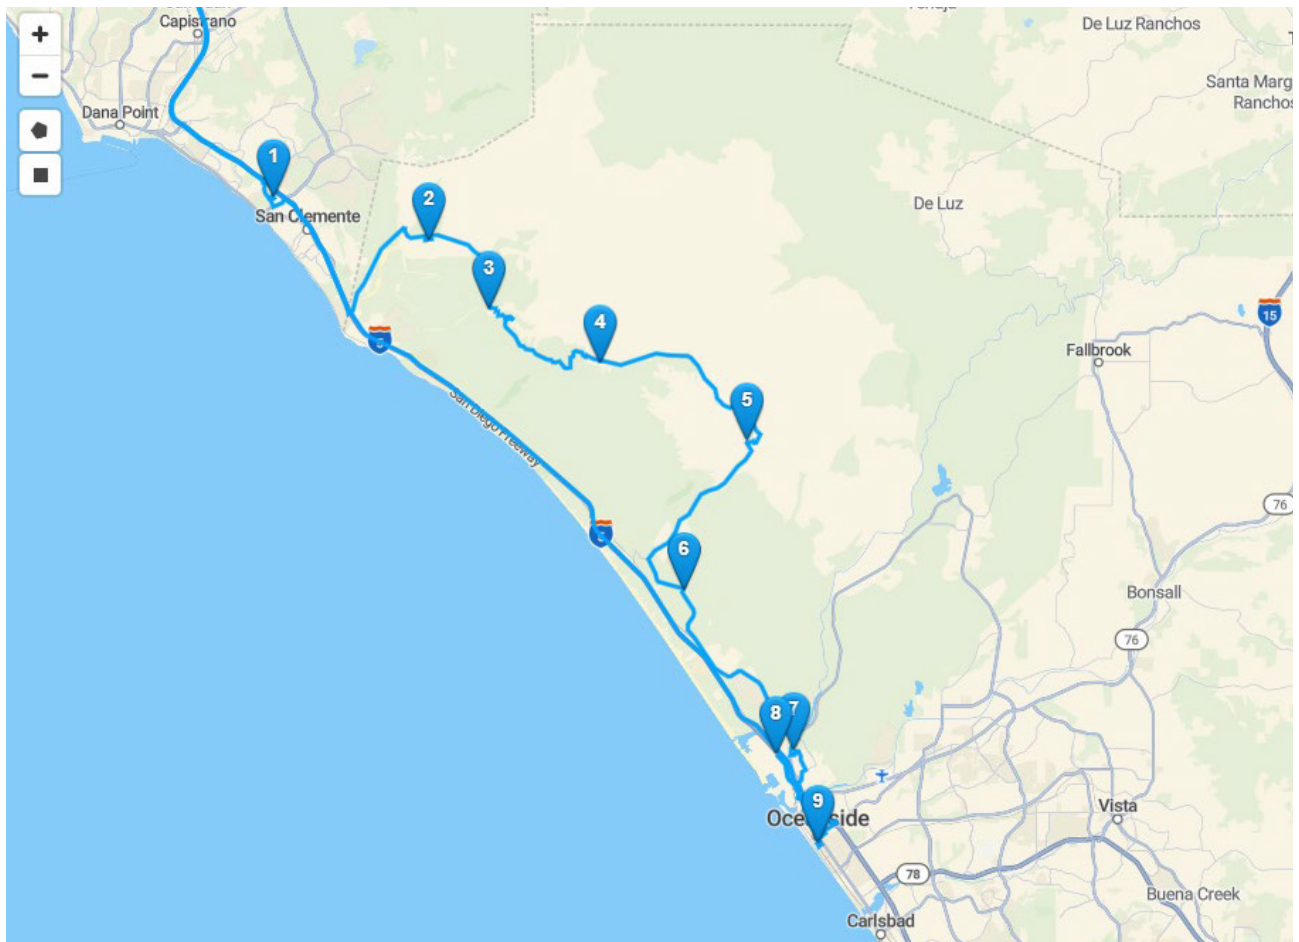 Capistrano
De Luz Ranchos
+
−
Santa Marg
Ranchos
Dana Point
1
San Clemente
2
De Luz
3
4
15
5
Fallbrook
San Diego Freeway
5
76
6
Bonsall
76
8
7
9
Oceanside
Vista
78
Buena Creek
Carlsbad